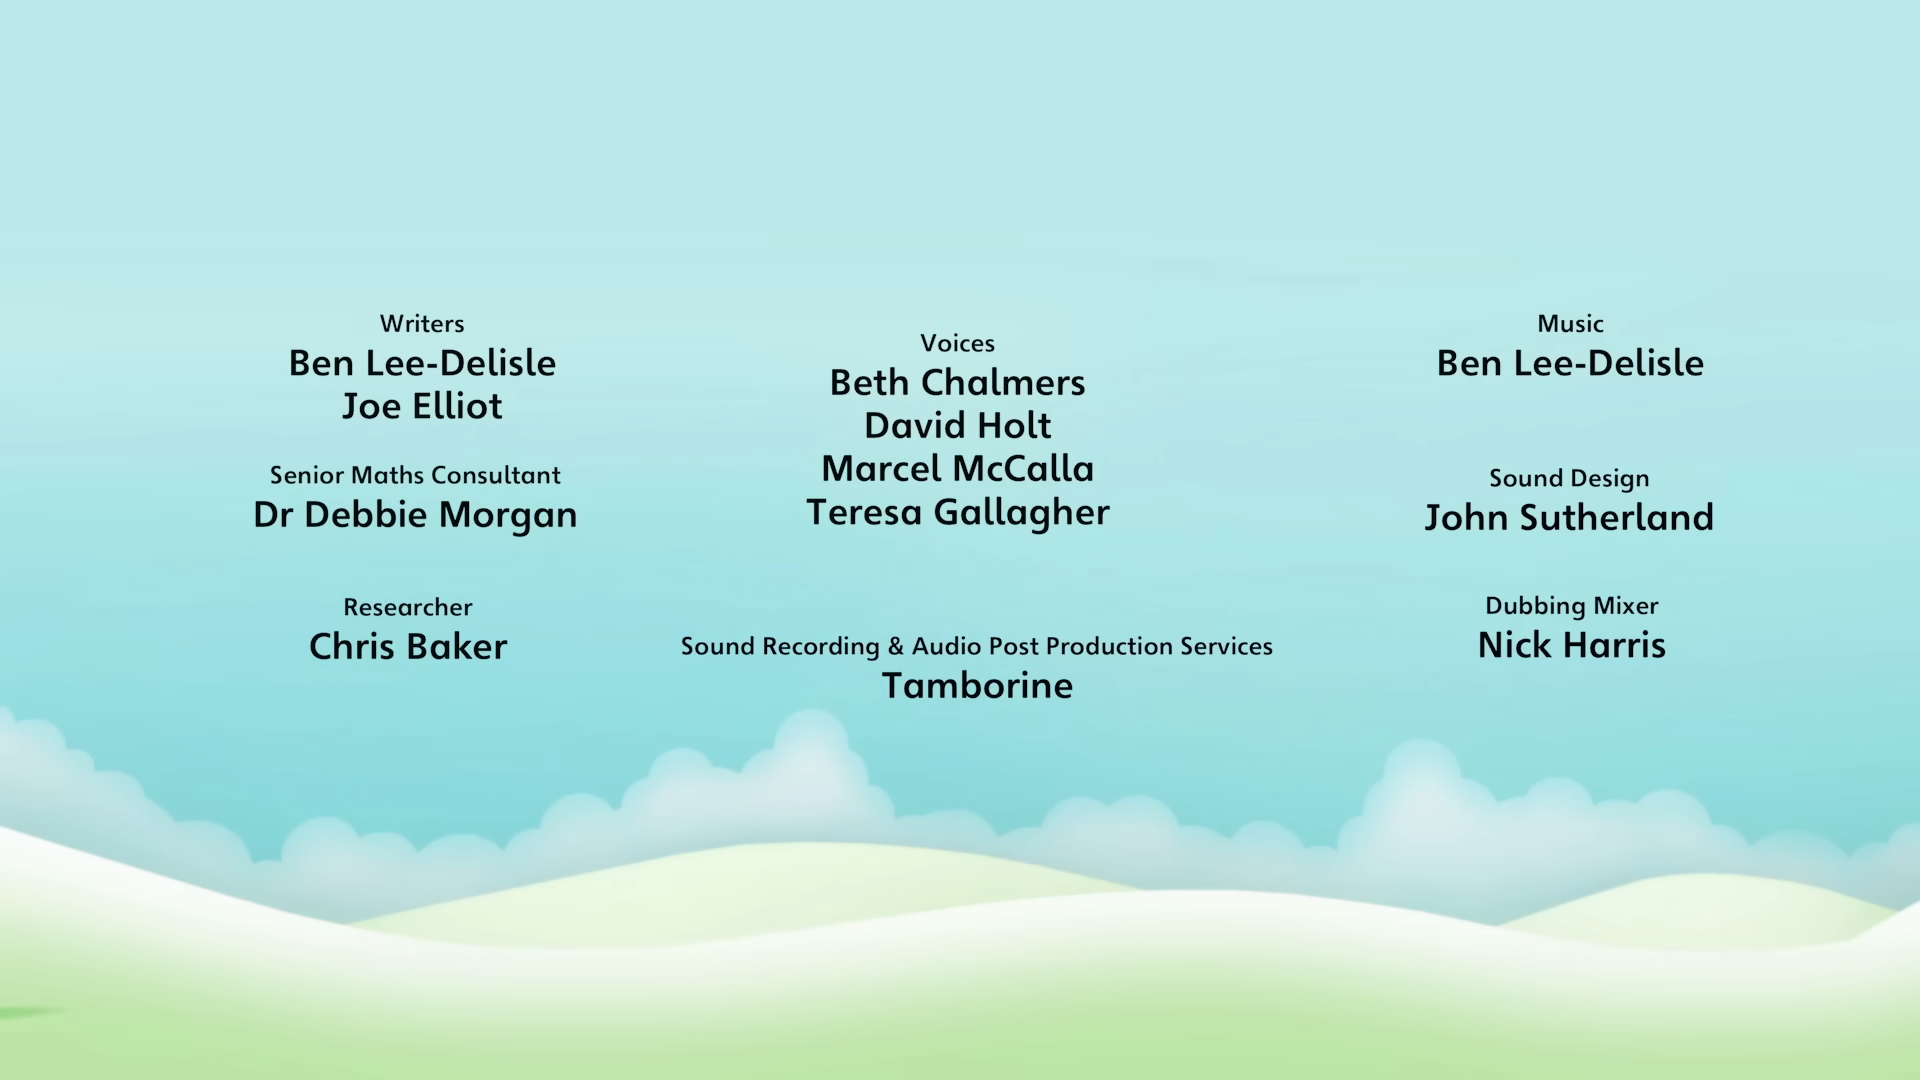 Writers
Ben Lee-Delisle
Joe Elliot
Senior Maths Consultant
Dr Debbie Morgan
Researcher
Chris Baker
Voices
Beth Chalmers
David Holt
Marcel McCalla
Teresa Gallagher
Sound Recording & Audio Post Production Services
Tamborine
Music
Ben Lee-Delisle
Sound Design
John Sutherland
Dubbing Mixer
Nick Harris